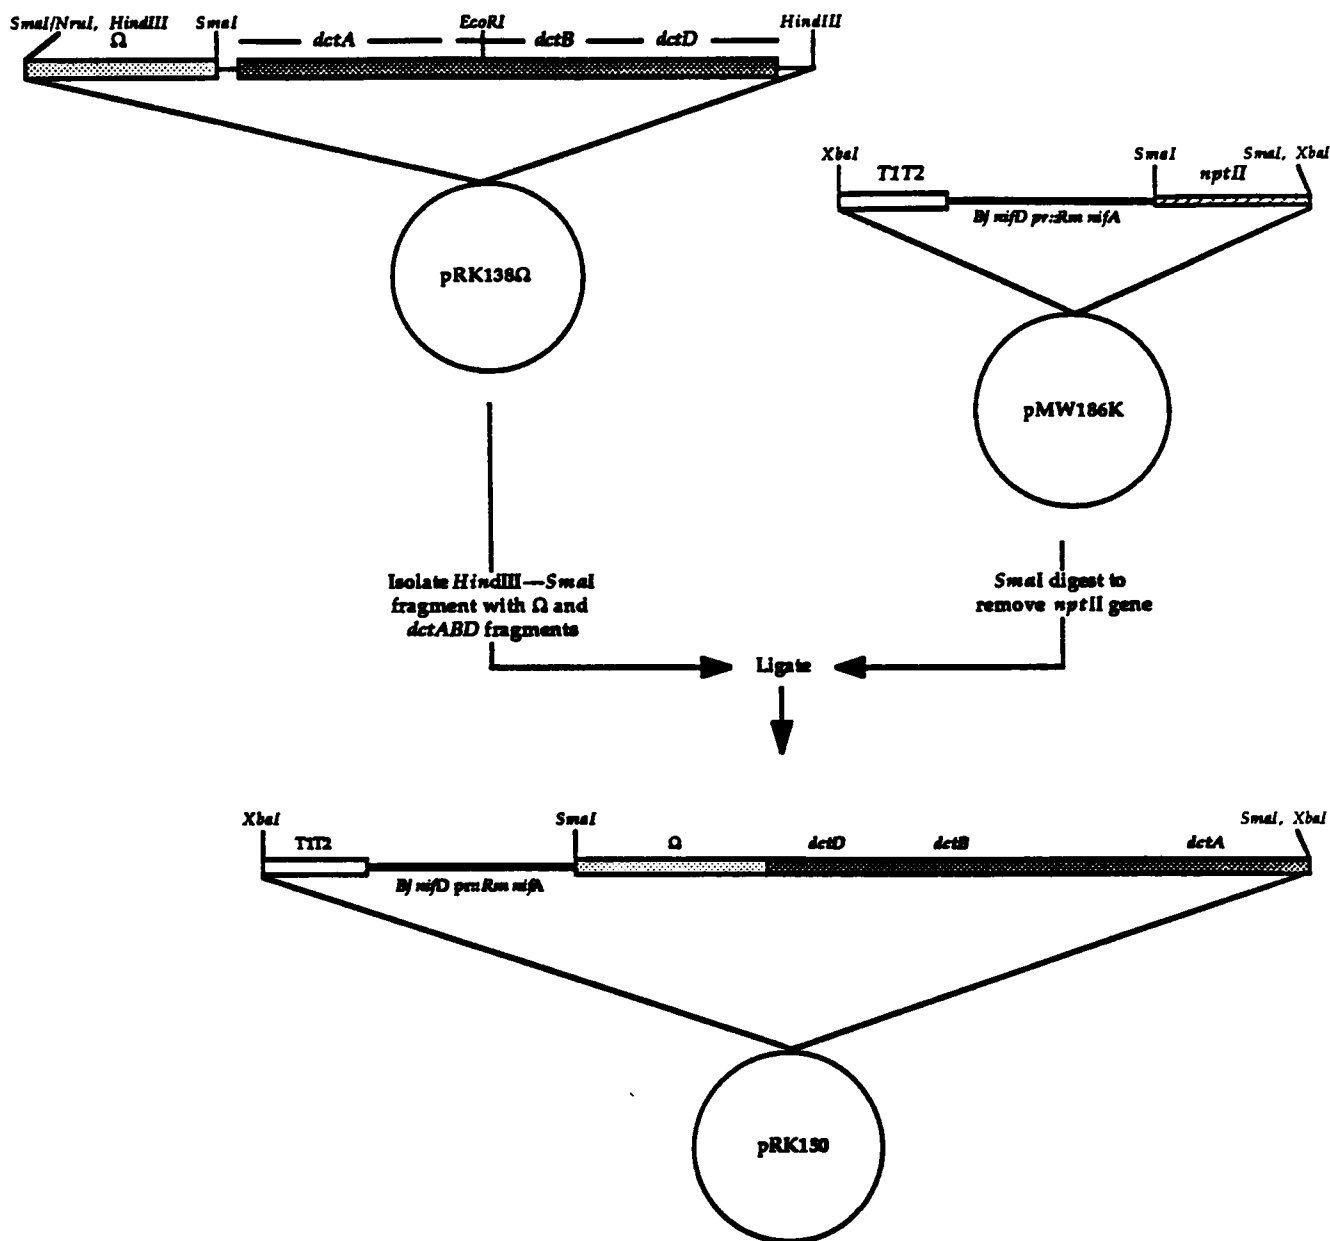 SmaI/NruI, HindIII
Ω
SmaI
dctA
EcoRI
dctB
dctD
HindIII
pRK138Ω
XbaI
T1T2
SmaI
nptII
SmaI, XbaI
Bj nifD pr::Rm nifA
pMW186K
Isolate HindIII—SmaI
fragment with Ω and
dctABD fragments
SmaI digest to
remove nptII gene
Ligate
XbaI
T1T2
SmaI
Ω
dctD
dctB
dctA
SmaI, XbaI
Bj nifD pr::Rm nifA
pRK150